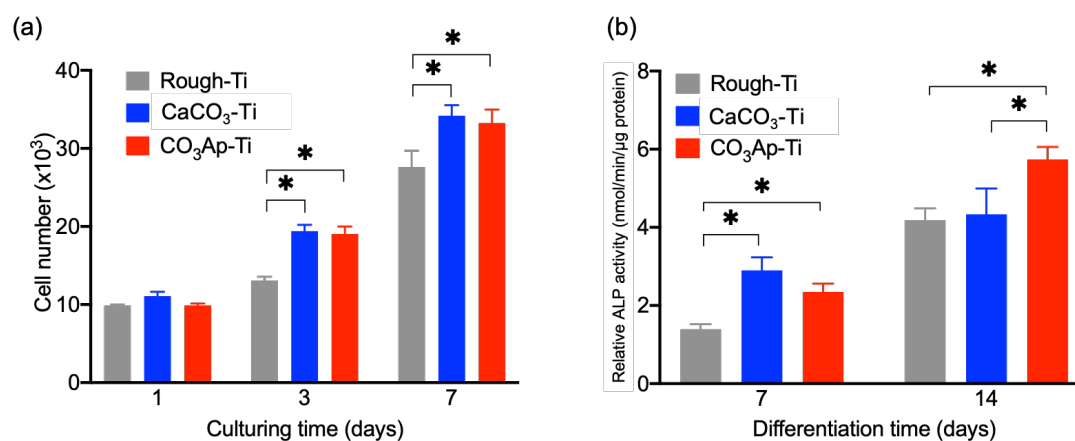 (a)
Cell number (x10³)
40
30
20
10
0
Rough-Ti
CaCO₃-Ti
CO₃Ap-Ti
*
*
*
*
1
3
7
Culturing time (days)
(b)
Relative ALP activity (nmol/min/µg protein)
8
6
4
2
0
Rough-Ti
CaCO₃-Ti
CO₃Ap-Ti
*
*
*
*
7
14
Differentiation time (days)